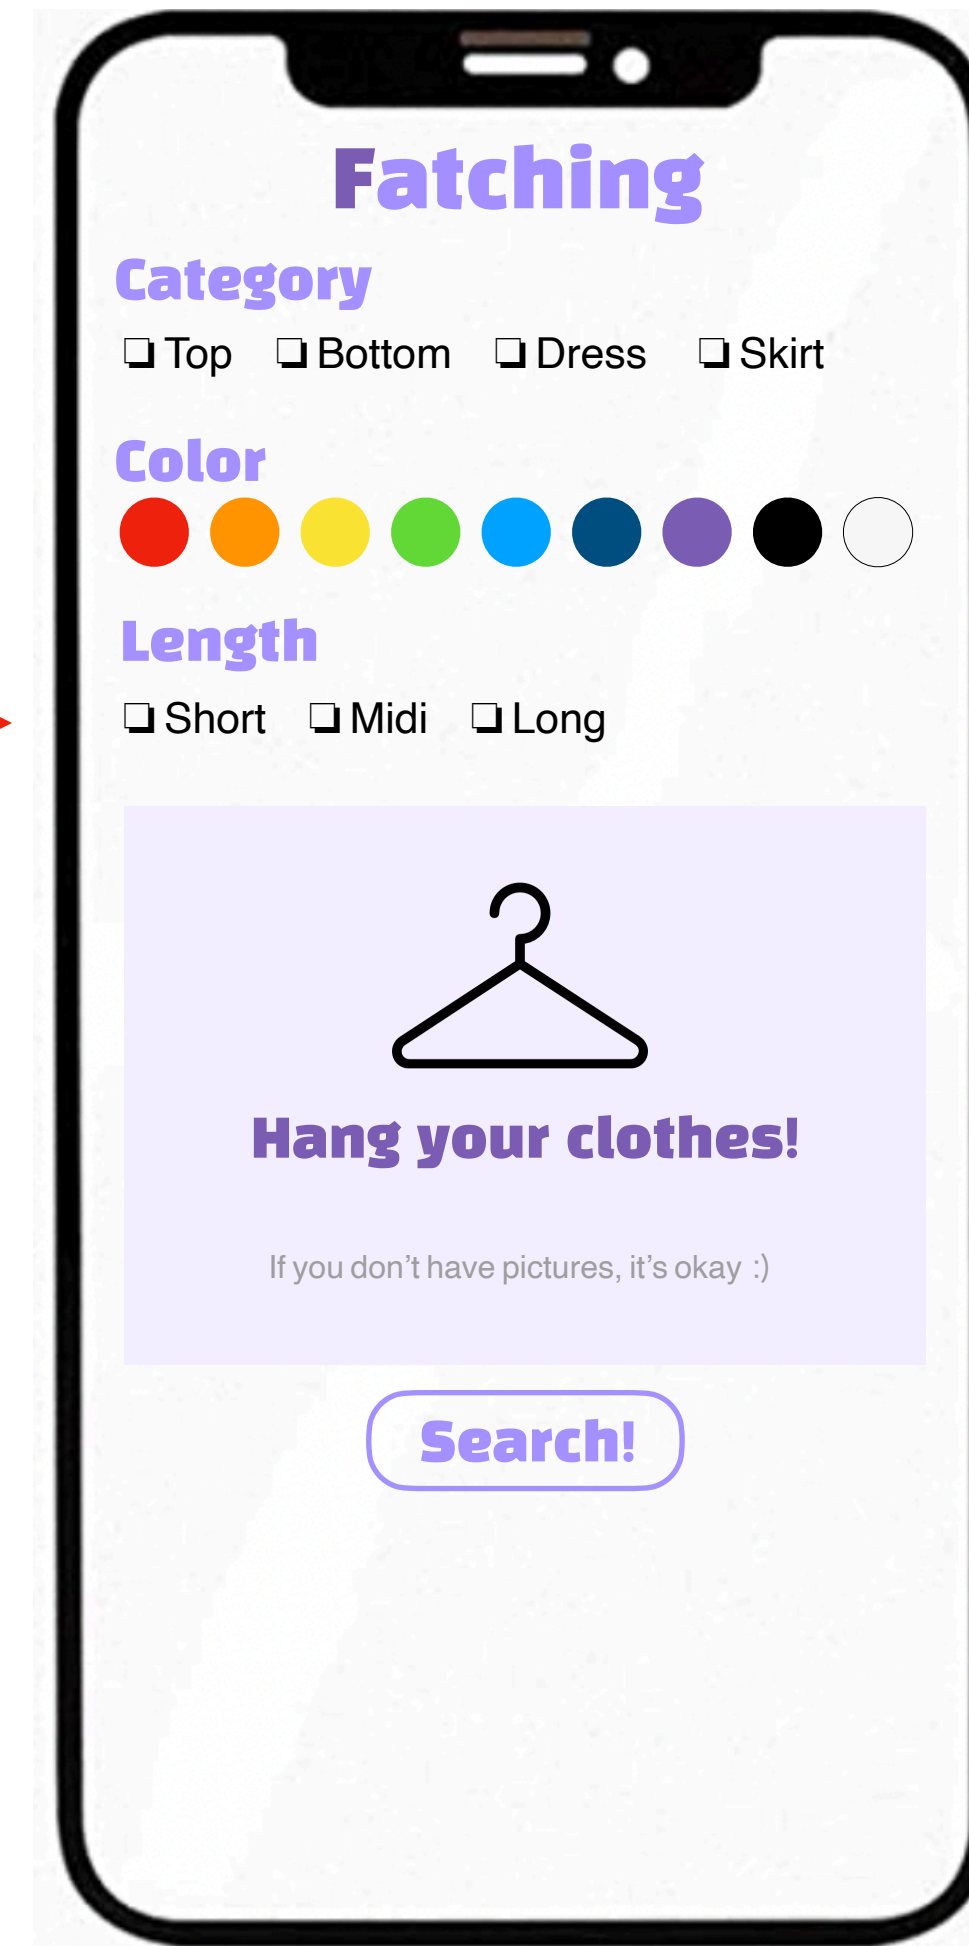 Fatching
Category
❏ Top ❏ Bottom ❏ Dress ❏ Skirt
Color
Length
❏ Short ❏ Midi ❏ Long
Hang your clothes!
If you don’t have pictures, it’s okay :)
Search!